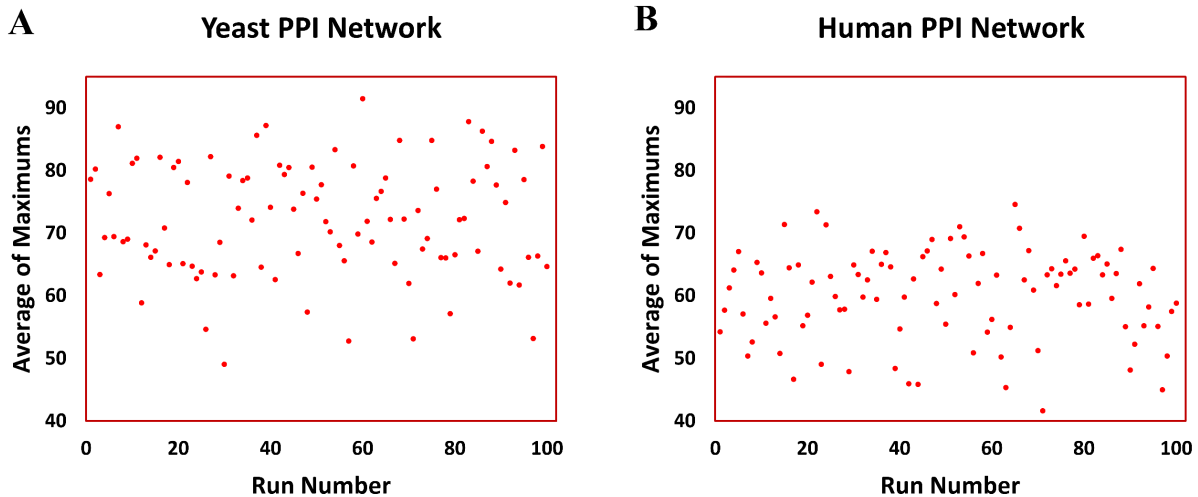 A
Yeast PPI Network
Average of Maximums
90
80
70
60
50
40
0 20 40 60 80 100
Run Number
B
Human PPI Network
Average of Maximums
90
80
70
60
50
40
0 20 40 60 80 100
Run Number